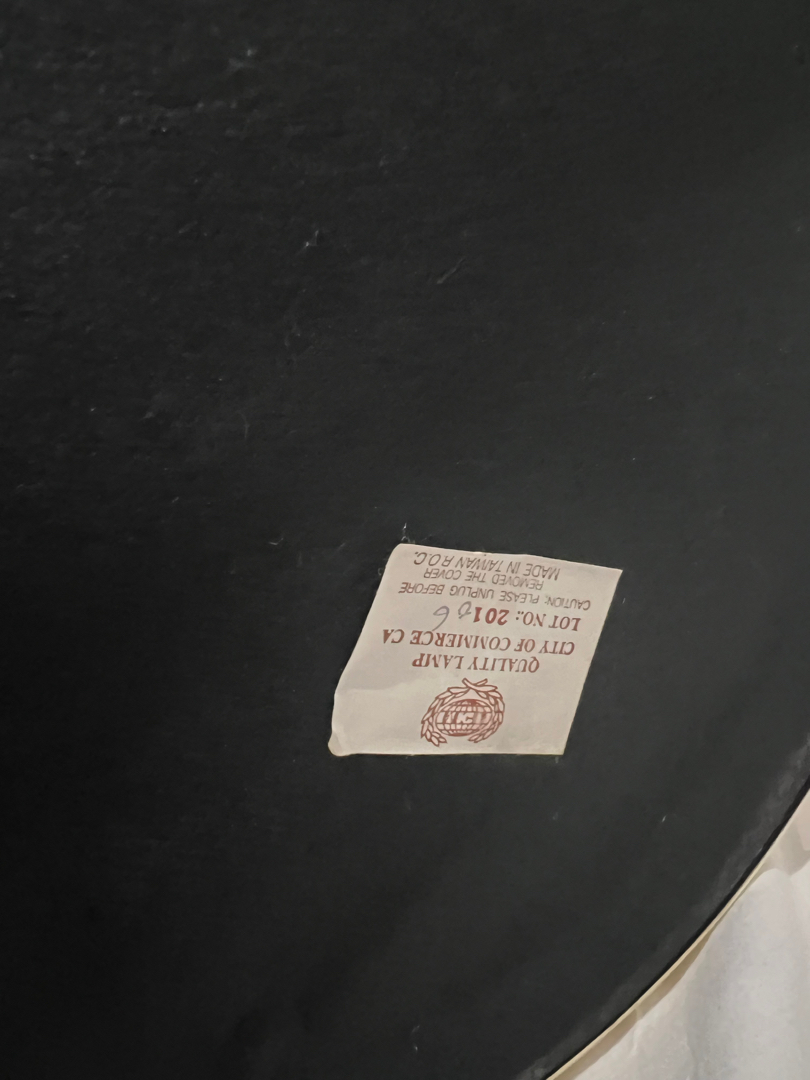 QUALITY LAMP
CITY OF COMMERCE CA
LOT NO.: 201
CAUTION: PLEASE UNPLUG BEFORE
REMOVED THE COVER
MADE IN TAIWAN R.O.C.